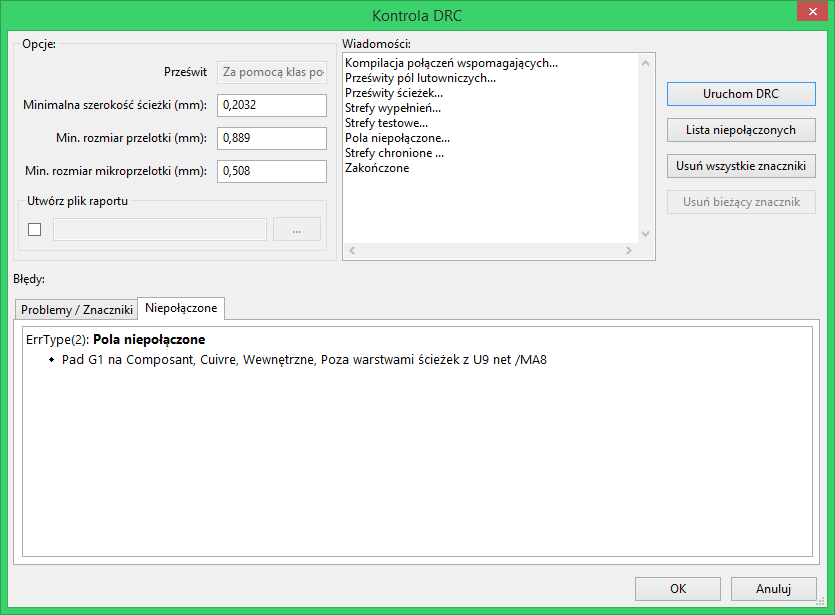 Kontrola DRC
Opcje:
Prześwit
Za pomocą klas po
Minimalna szerokość ścieżki (mm):
0,2032
Min. rozmiar przelotki (mm):
0,889
Min. rozmiar mikroprzelotki (mm):
0,508
Utwórz plik raportu
...
Wiadomości:
Kompilacja połączeń wspomagających...
Prześwity pól lutowniczych...
Prześwity ścieżek...
Strefy wypełnień...
Strefy testowe...
Pola niepołączone...
Strefy chronione ...
Zakończone
Uruchom DRC
Lista niepołączonych
Usuń wszystkie znaczniki
Usuń bieżący znacznik
Błędy:
Problemy / Znaczniki
Niepołączone
ErrType(2): Pola niepołączone
• Pad G1 na Composant, Cuivre, Wewnętrzne, Poza warstwami ścieżek z U9 net /MA8
OK
Anuluj